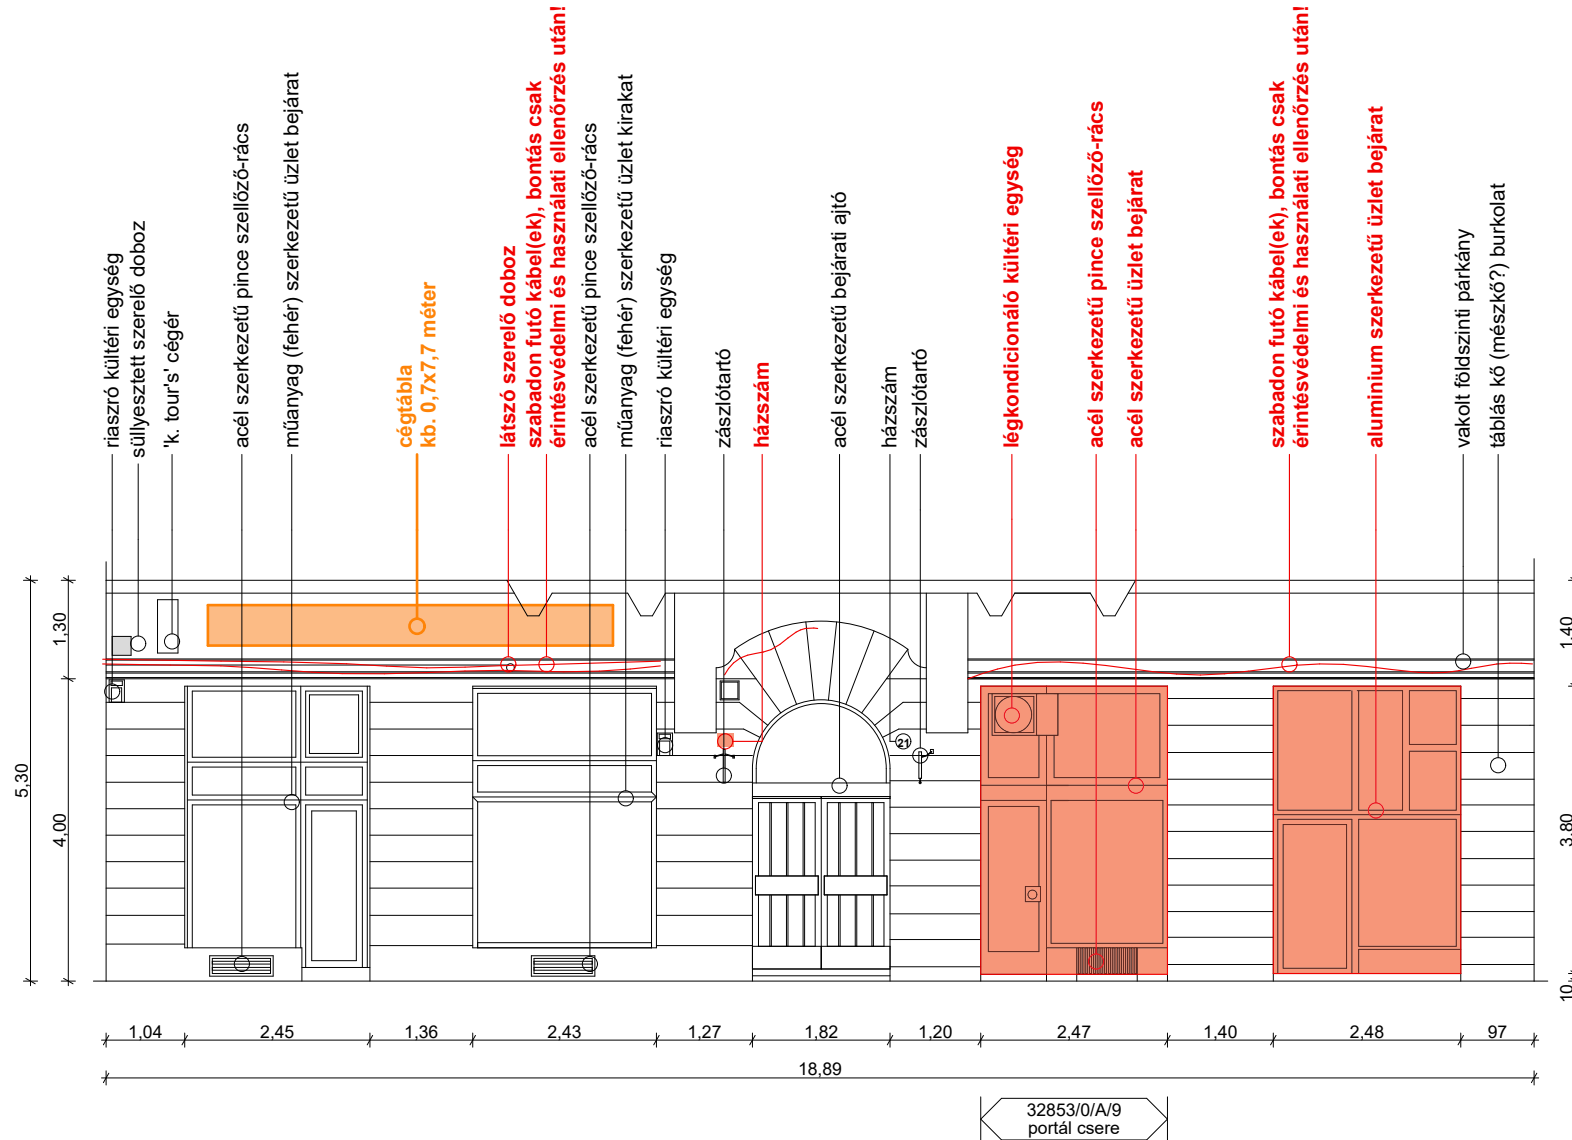 riaszró kültéri egység
süllyesztett szerelő doboz
'k. tour's' cégér
acél szerkezetű pince szellőző-rács
műanyag (fehér) szerkezetű üzlet bejárat
cégtábla
kb. 0,7x7,7 méter
látszó szerelő doboz
szabadon futó kábel(ek), bontás csak
érintésvédelmi és használati ellenőrzés után!
acél szerkezetű pince szellőző-rács
műanyag (fehér) szerkezetű üzlet kirakat
riaszró kültéri egység
zászlótartó
házszám
acél szerkezetű bejárati ajtó
házszám
zászlótartó
légkondicionáló kültéri egység
acél szerkezetű pince szellőző-rács
acél szerkezetű üzlet bejárat
szabadon futó kábel(ek), bontás csak
érintésvédelmi és használati ellenőrzés után!
aluminium szerkezetű üzlet bejárat
vakolt földszinti párkány
táblás kő (mészkő?) burkolat
5,30
1,30
4,00
21
1,40
3,80
10
1,04
2,45
1,36
2,43
1,27
1,82
1,20
2,47
1,40
2,48
97
18,89
32853/0/A/9
portál csere